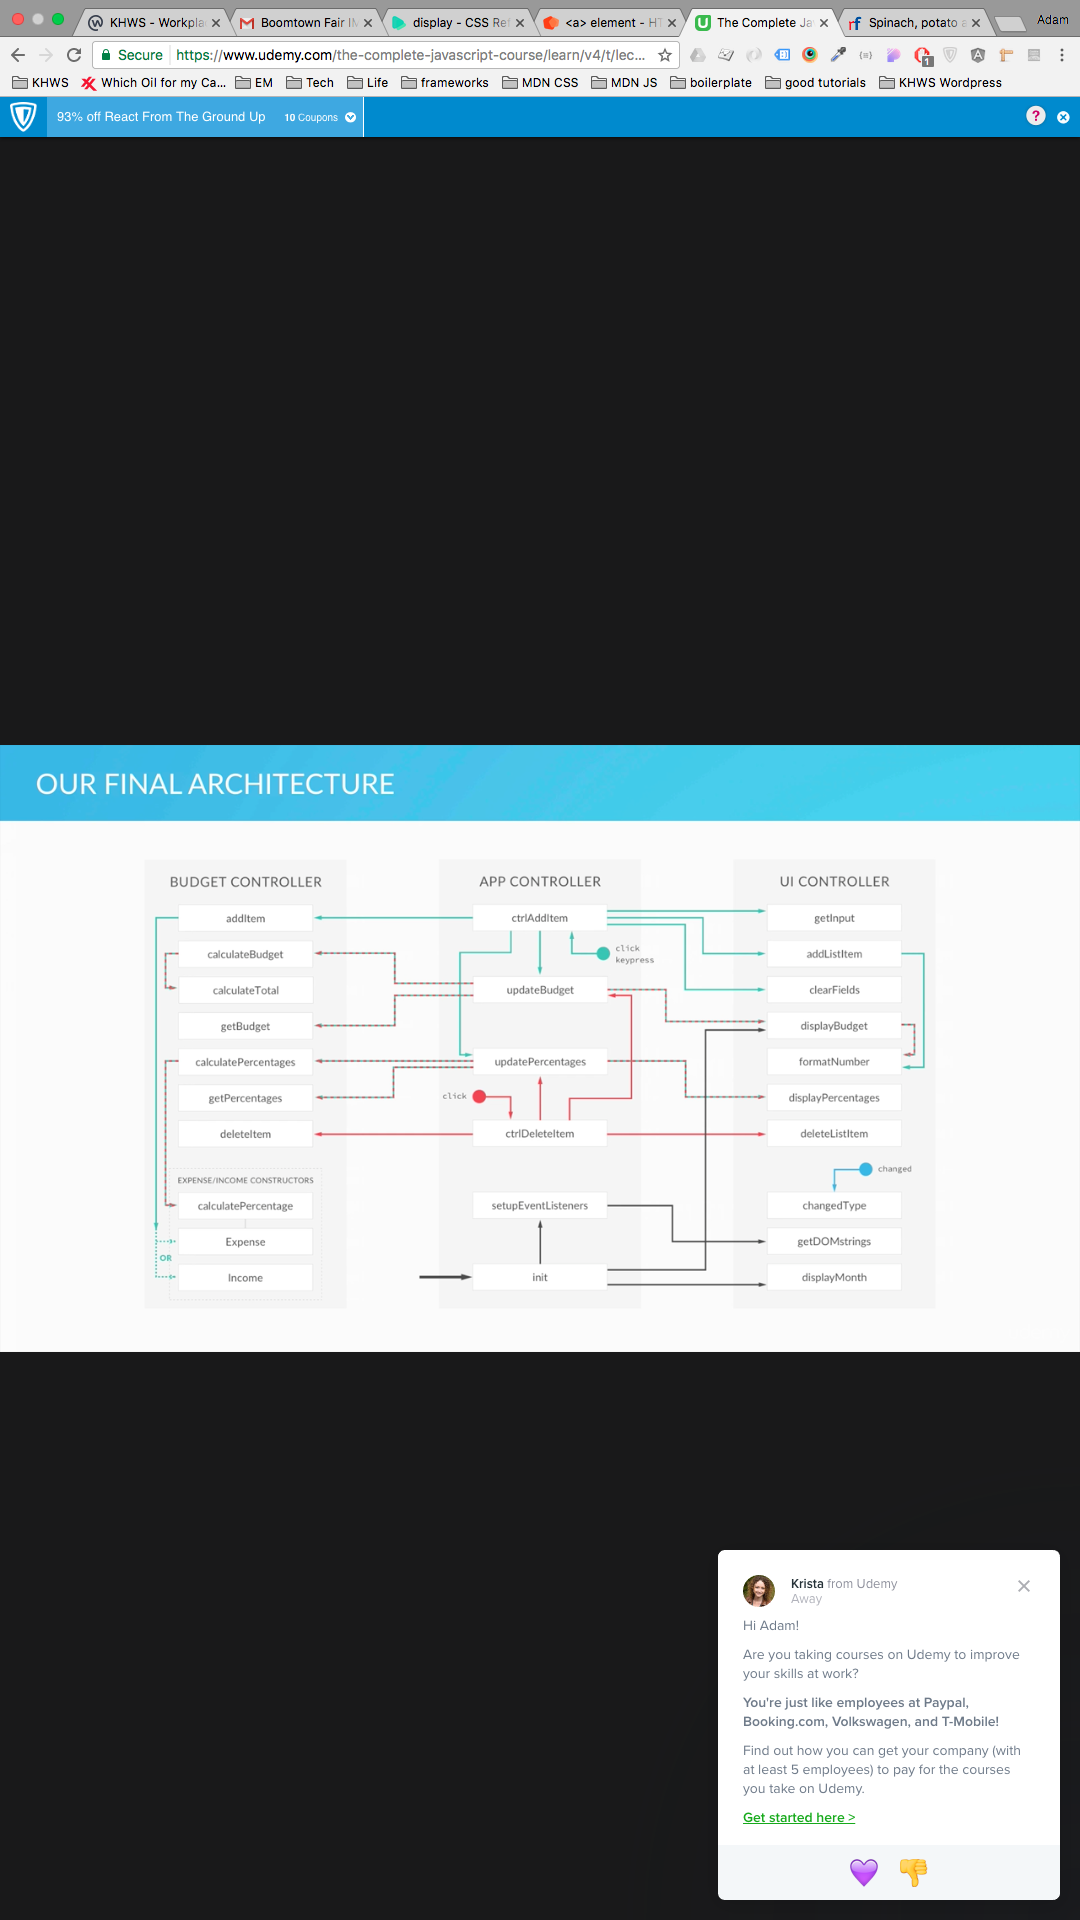 KHWS - Workpla
Boomtown Fair I
display - CSS Re
<a> element - H
The Complete Ja
Spinach, potato a
Adam
Secure
https://www.udemy.com/the-complete-javascript-course/learn/v4/t/lec...
1
KHWS
Which Oil for my Ca...
EM
Tech
Life
frameworks
MDN CSS
MDN JS
boilerplate
good tutorials
KHWS Wordpress
93% off React From The Ground Up
10 Coupons
?
OUR FINAL ARCHITECTURE
BUDGET CONTROLLER
addItem
calculateBudget
calculateTotal
getBudget
calculatePercentages
getPercentages
deleteItem
EXPENSE/INCOME CONSTRUCTORS
calculatePercentage
Expense
OR
Income
APP CONTROLLER
ctrlAddItem
click
keypress
updateBudget
updatePercentages
click
ctrlDeleteItem
setupEventListeners
init
UI CONTROLLER
getInput
addListItem
clearFields
displayBudget
formatNumber
displayPercentages
deleteListItem
changed
changedType
getDOMstrings
displayMonth
Krista from Udemy
Away
Hi Adam!
Are you taking courses on Udemy to improve
your skills at work?
You're just like employees at Paypal,
Booking.com, Volkswagen, and T-Mobile!
Find out how you can get your company (with
at least 5 employees) to pay for the courses
you take on Udemy.
Get started here >